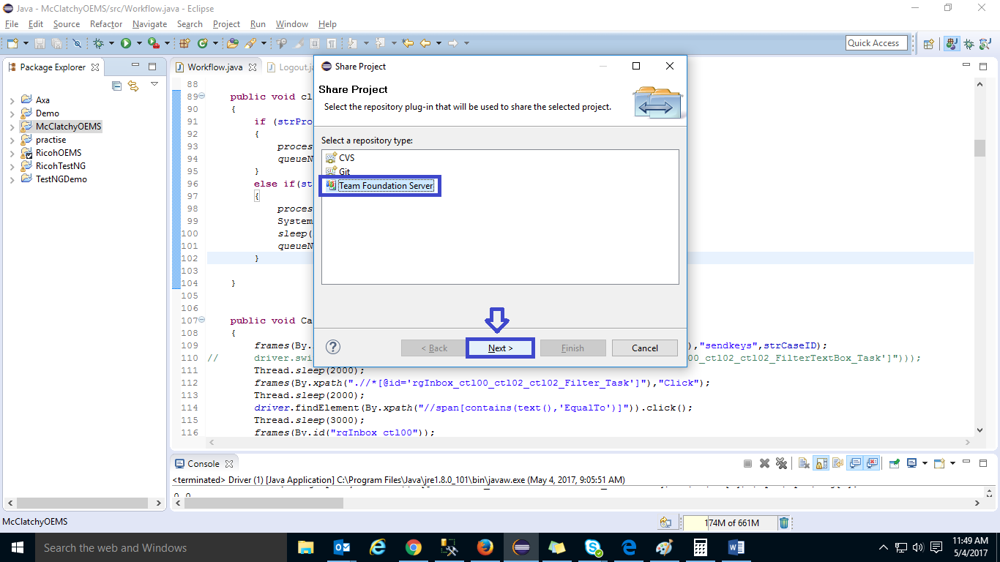 Java - McClatchyOEMS/src/Workflow.java - Eclipse
File Edit Source Refactor Navigate Search Project Run Window Help
Quick Access
Package Explorer
Axa
Demo
McClatchyOEMS
practise
RicohOEMS
RicohTestNG
TestNGDemo
Workflow.java Logout.ja
88
89 public void cl
90 {
91 if (strPro
92 {
93 proces
94 queueN
95 }
96 else if(st
97 {
98 proces
99 System
100 sleep(
101 queueN
102 }
103
104 }
105
106
107 public void Ca
108 {
109 frames(By. ),"sendkeys",strCaseID);
110 // driver.swi 00_ctl02_ctl02_FilterTextBox_Task']")));
111 Thread.sleep(2000);
112 frames(By.xpath(".//*[@id='rgInbox_ctl00_ctl02_ctl02_Filter_Task']"),"Click");
113 Thread.sleep(2000);
114 driver.findElement(By.xpath("//span[contains(text(),'EqualTo')]")).click();
115 Thread.sleep(3000);
116 frames(By.id("rgInbox_ctl00"));
Share Project
Share Project
Select the repository plug-in that will be used to share the selected project.
Select a repository type:
CVS
Git
Team Foundation Server
< Back Next > Finish Cancel
Console
<terminated> Driver (1) [Java Application] C:\Program Files\Java\jre1.8.0_101\bin\javaw.exe (May 4, 2017, 9:05:51 AM)
McClatchyOEMS
174M of 661M
Search the web and Windows
11:49 AM
5/4/2017